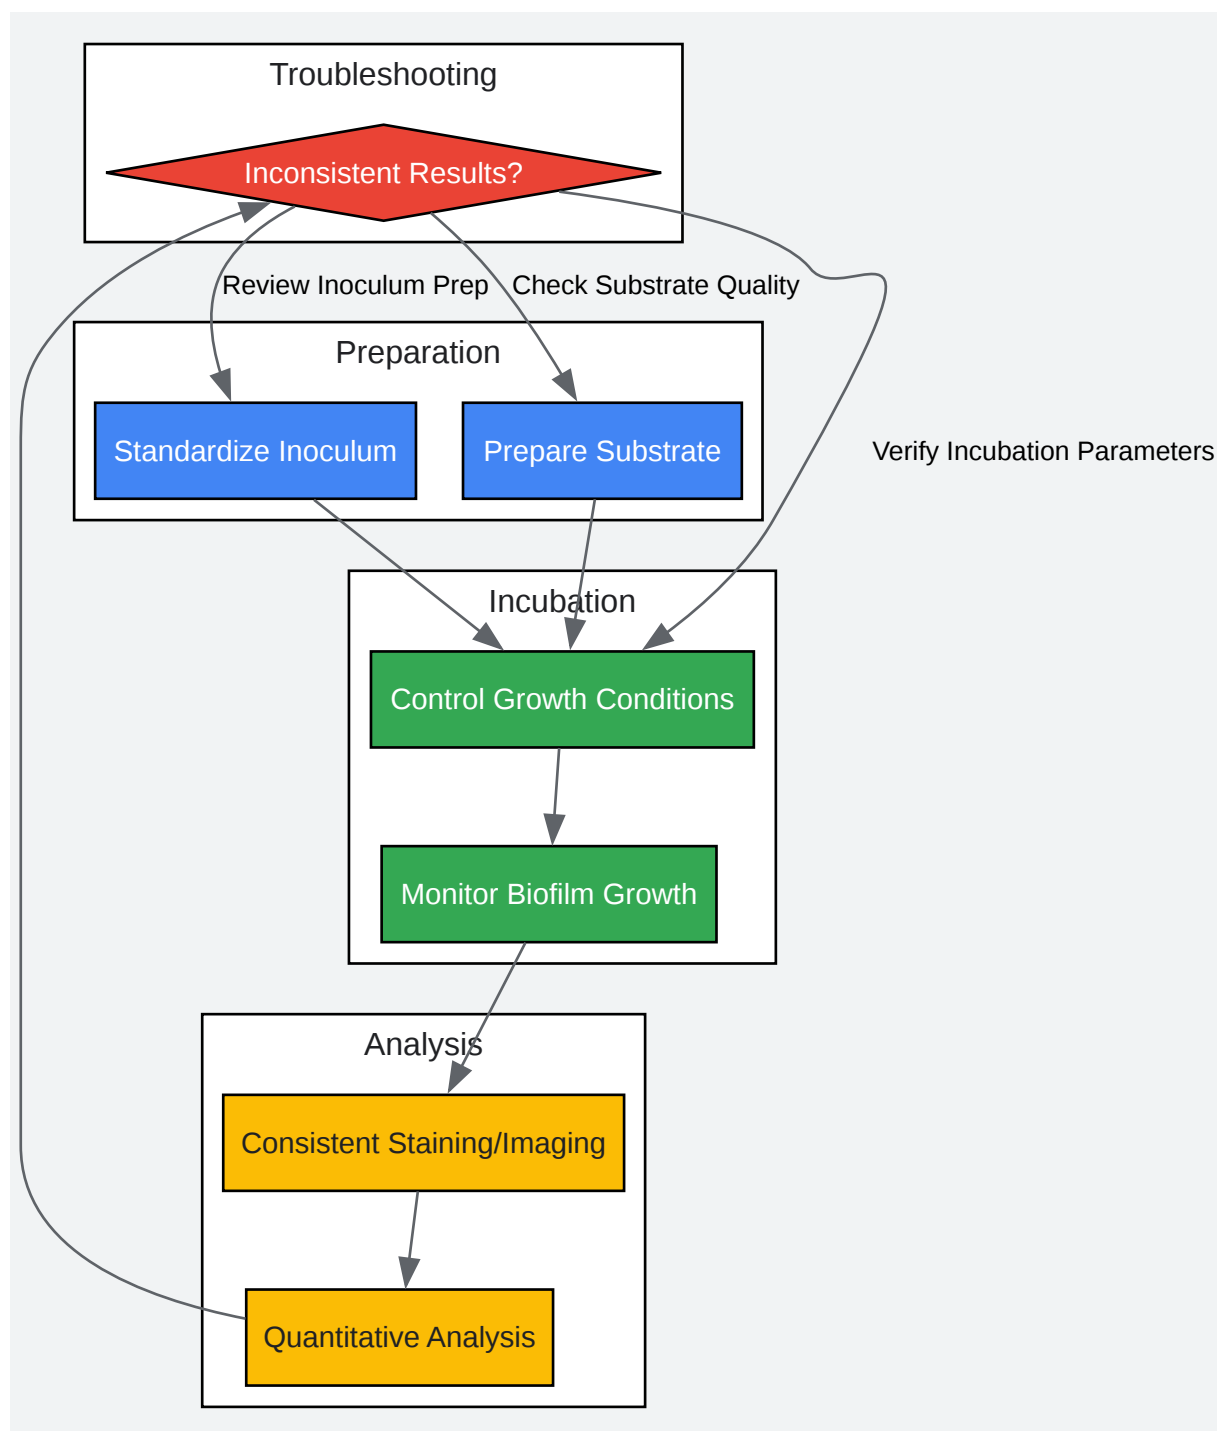 Troubleshooting
Inconsistent Results?
Review Inoculum Prep
Check Substrate Quality
Preparation
Standardize Inoculum
Prepare Substrate
Verify Incubation Parameters
Incubation
Control Growth Conditions
Monitor Biofilm Growth
Analysis
Consistent Staining/Imaging
Quantitative Analysis